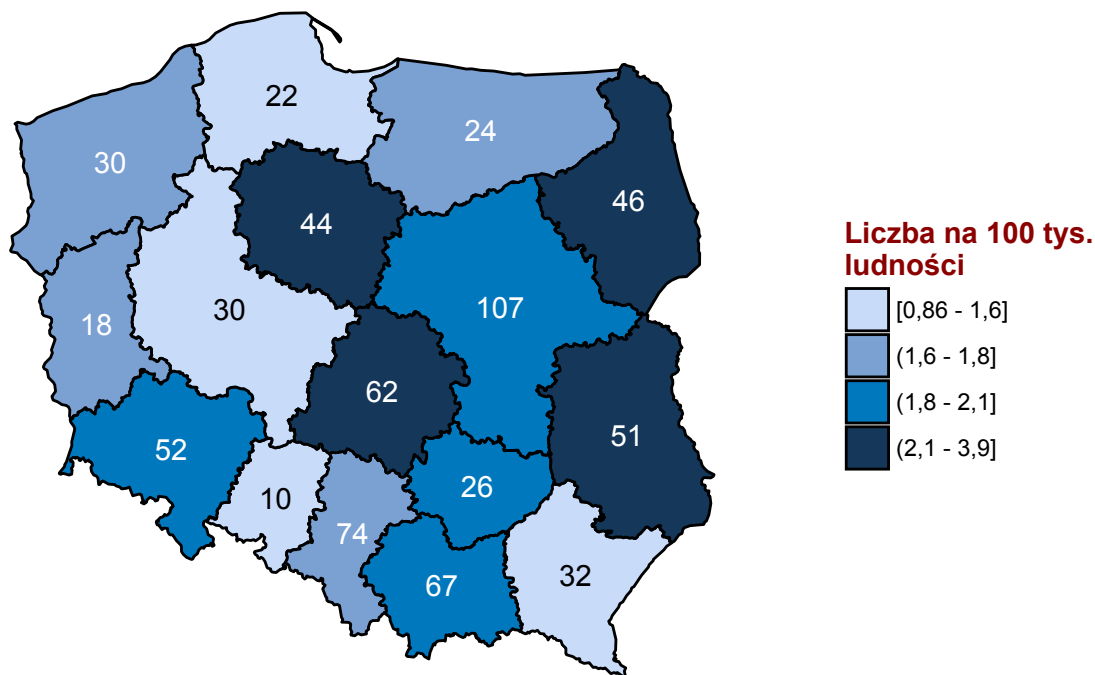 22
24
30
46
44
30
107
18
62
51
52
26
10
74
32
67
Liczba na 100 tys.
ludności
[0,86 - 1,6]
(1,6 - 1,8]
(1,8 - 2,1]
(2,1 - 3,9]